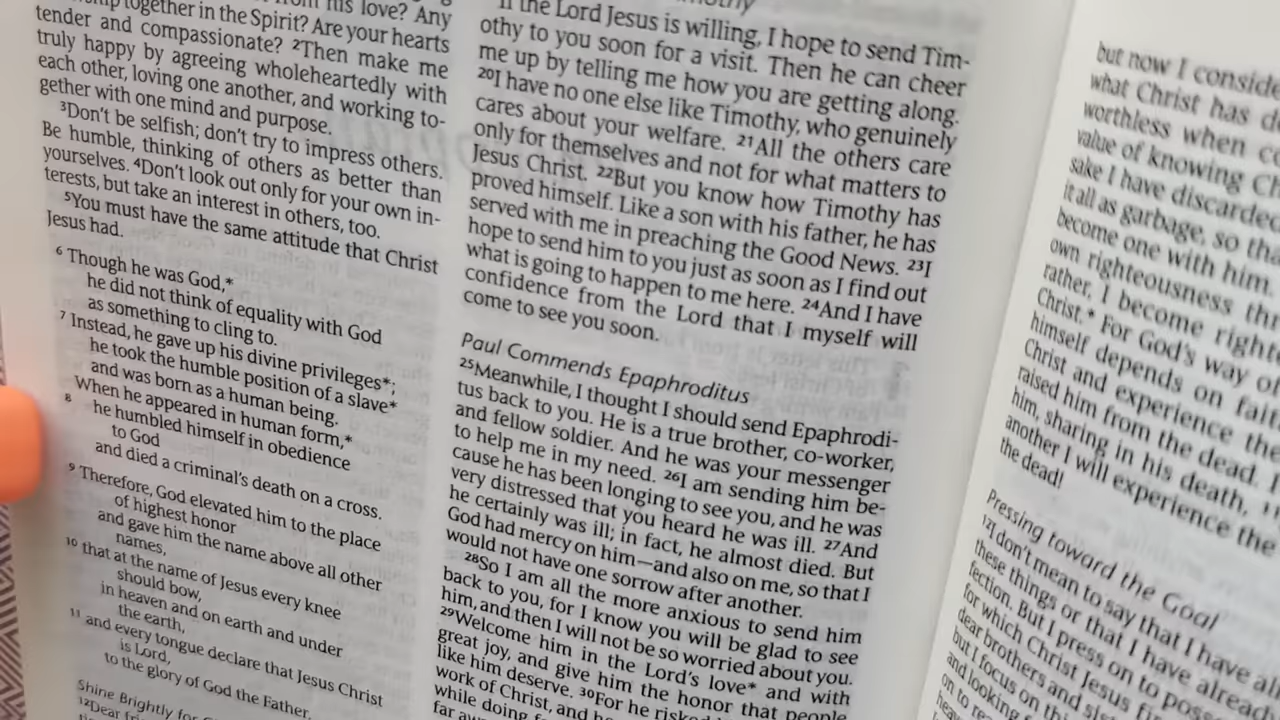 together in the Spirit? Are your hearts
tender and compassionate? ²Then make me
truly happy by agreeing wholeheartedly with
each other, loving one another, and working to-
gether with one mind and purpose.
³Don't be selfish; don't try to impress others.
Be humble, thinking of others as better than
yourselves. ⁴Don't look out only for your own in-
terests, but take an interest in others, too.
⁵You must have the same attitude that Christ
Jesus had.
⁶ Though he was God,*
he did not think of equality with God
as something to cling to.
⁷ Instead, he gave up his divine privileges*;
he took the humble position of a slave*
and was born as a human being.
When he appeared in human form,*
⁸ he humbled himself in obedience
to God
and died a criminal's death on a cross.
⁹ Therefore, God elevated him to the place
of highest honor
and gave him the name above all other
names,
¹⁰ that at the name of Jesus every knee
should bow,
in heaven and on earth and under
the earth,
¹¹ and every tongue declare that Jesus Christ
is Lord,
to the glory of God the Father.
Shine Brightly for
¹²Dear
If the Lord Jesus is willing, I hope to send Tim-
othy to you soon for a visit. Then he can cheer
me up by telling me how you are getting along.
²⁰I have no one else like Timothy, who genuinely
cares about your welfare. ²¹All the others care
only for themselves and not for what matters to
Jesus Christ. ²²But you know how Timothy has
proved himself. Like a son with his father, he has
served with me in preaching the Good News. ²³I
hope to send him to you just as soon as I find out
what is going to happen to me here. ²⁴And I have
confidence from the Lord that I myself will
come to see you soon.
Paul Commends Epaphroditus
²⁵Meanwhile, I thought I should send Epaphrodi-
tus back to you. He is a true brother, co-worker,
and fellow soldier. And he was your messenger
to help me in my need. ²⁶I am sending him be-
cause he has been longing to see you, and he was
very distressed that you heard he was ill. ²⁷And
he certainly was ill; in fact, he almost died. But
God had mercy on him—and also on me, so that I
would not have one sorrow after another.
²⁸So I am all the more anxious to send him
back to you, for I know you will be glad to see
him, and then I will not be so worried about you.
²⁹Welcome him in the Lord's love* and with
great joy, and give him the honor that people
like him deserve. ³⁰For he risked
work of Christ, and
while doing
far
but now I conside
what Christ has
worthless when
value of knowing
sake I have discarded
it all as garbage, so
become one with him.
own righteousness
rather, I become
Christ.* For God's way of
himself depends on
Christ and experience the
raised him from the dead. I
him, sharing in his death, ¹¹
another I will experience the
the dead!
Pressing toward the Goal
¹²I don't mean to say that I have
these things or that I have already
fection. But I press on to
for which Christ Jesus
dear brothers and
but I focus on
and looking
on to